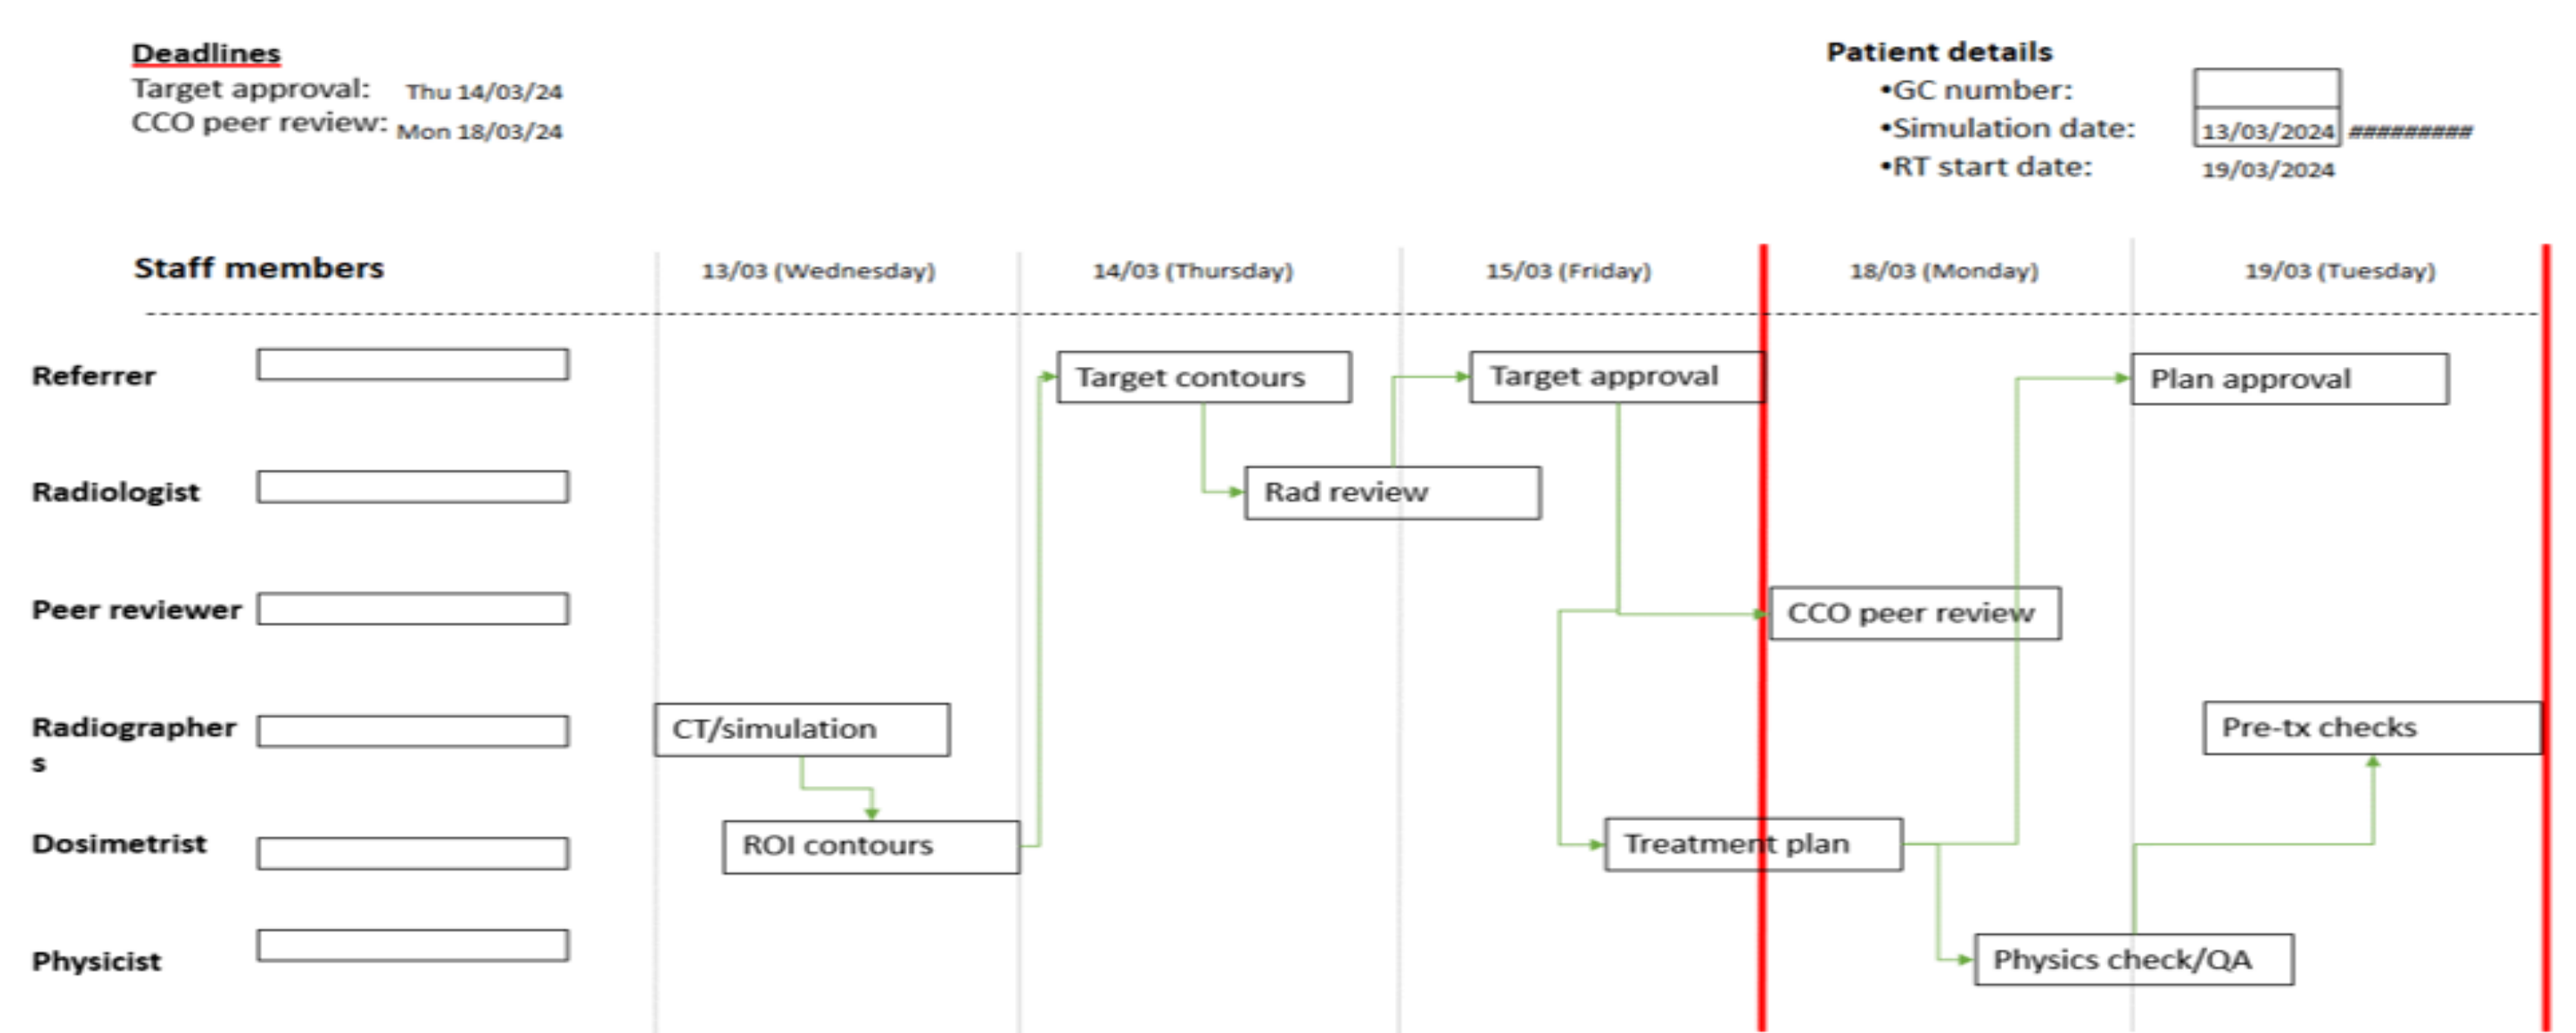 Deadlines
Target approval: Thu 14/03/24
CCO peer review: Mon 18/03/24
Patient details
•GC number:
•Simulation date: 13/03/2024 #########
•RT start date: 19/03/2024
Staff members 13/03 (Wednesday) 14/03 (Thursday) 15/03 (Friday) 18/03 (Monday) 19/03 (Tuesday)
Referrer Target contours Target approval Plan approval
Radiologist Rad review
Peer reviewer CCO peer review
Radiographer
s
CT/simulation Pre-tx checks
Dosimetrist ROI contours Treatment plan
Physicist Physics check/QA